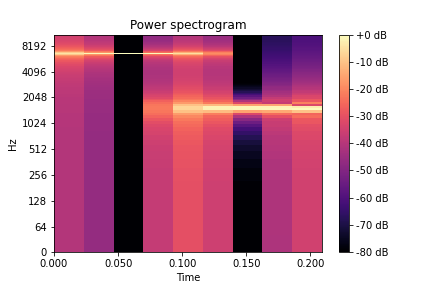 Power spectrogram
8192
4096
2048
1024
512
256
128
64
0
Hz
0.000 0.050 0.100 0.150 0.200
Time
+0 dB
-10 dB
-20 dB
-30 dB
-40 dB
-50 dB
-60 dB
-70 dB
-80 dB